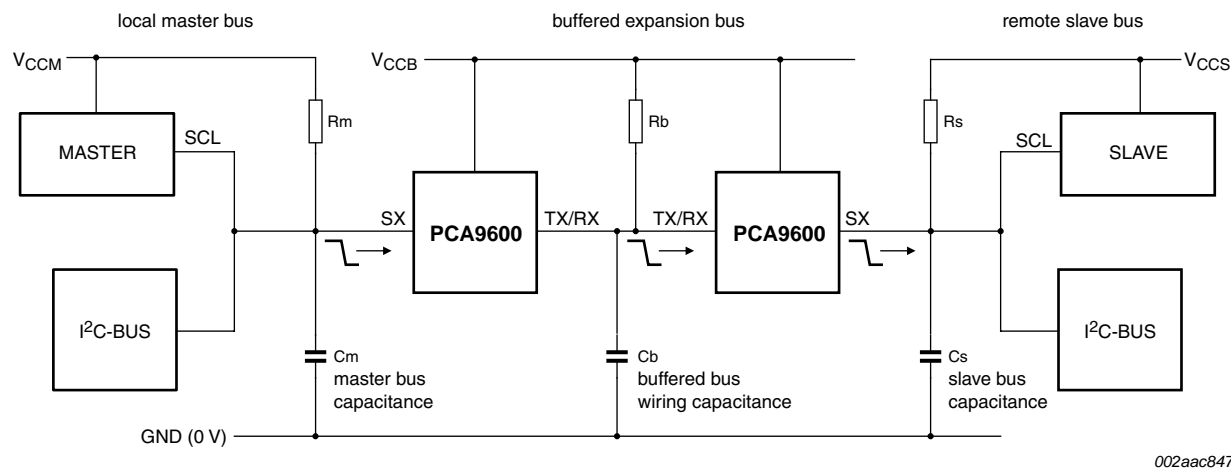 local master bus
buffered expansion bus
remote slave bus
VCCM
VCCB
VCCS
Rm
Rb
Rs
MASTER
SCL
SCL
SLAVE
SX
PCA9600
TX/RX
TX/RX
PCA9600
SX
I2C-BUS
I2C-BUS
Cm
master bus
capacitance
Cb
buffered bus
wiring capacitance
Cs
slave bus
capacitance
GND (0 V)
002aac847